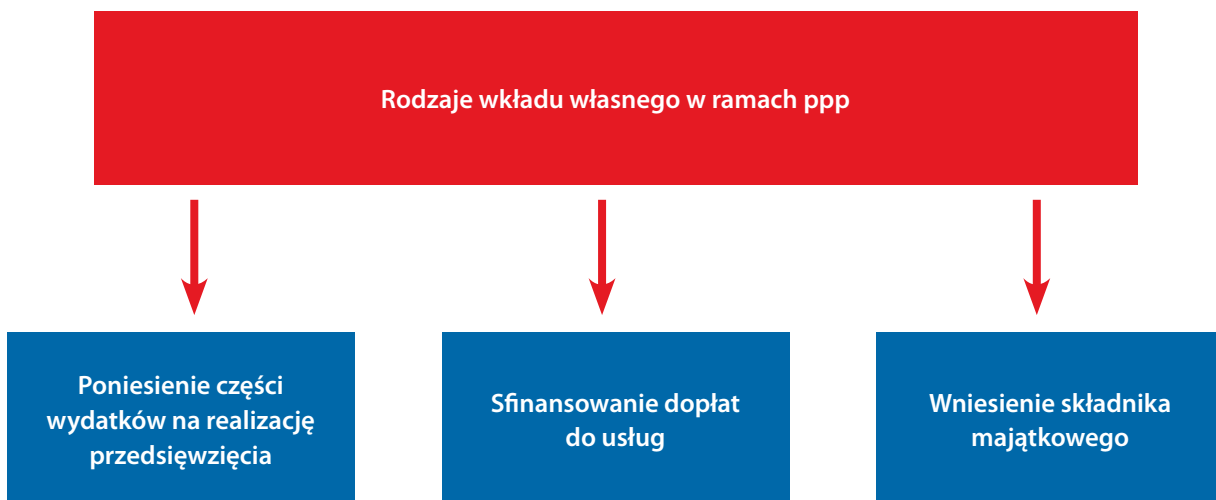 Rodzaje wkładu własnego w ramach ppp
Poniesienie części
wydatków na realizację
przedsięwzięcia
Sfinansowanie dopłat
do usług
Wniesienie składnika
majątkowego